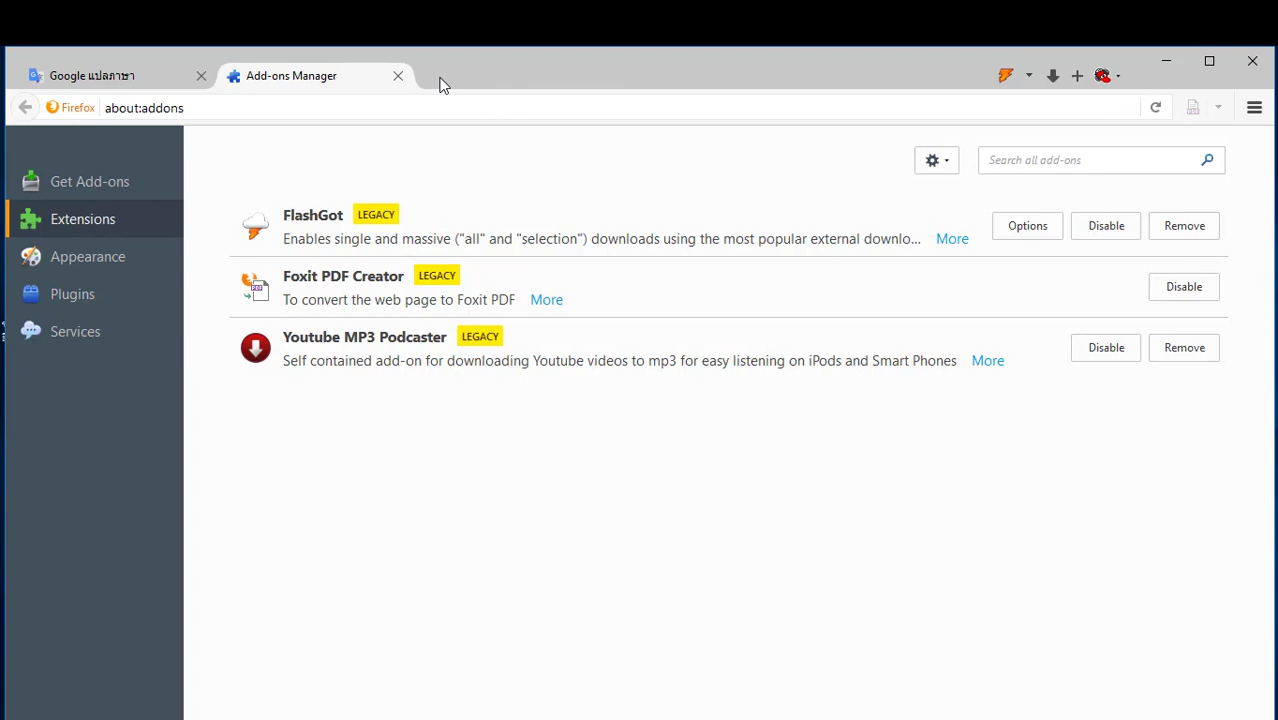 Google แปลภาษา
Add-ons Manager
Firefox
about:addons
Get Add-ons
Extensions
Appearance
Plugins
Services
Search all add-ons
FlashGot LEGACY
Enables single and massive ("all" and "selection") downloads using the most popular external downlo... More
Options Disable Remove
Foxit PDF Creator LEGACY
To convert the web page to Foxit PDF More
Disable
Youtube MP3 Podcaster LEGACY
Self contained add-on for downloading Youtube videos to mp3 for easy listening on iPods and Smart Phones More
Disable Remove